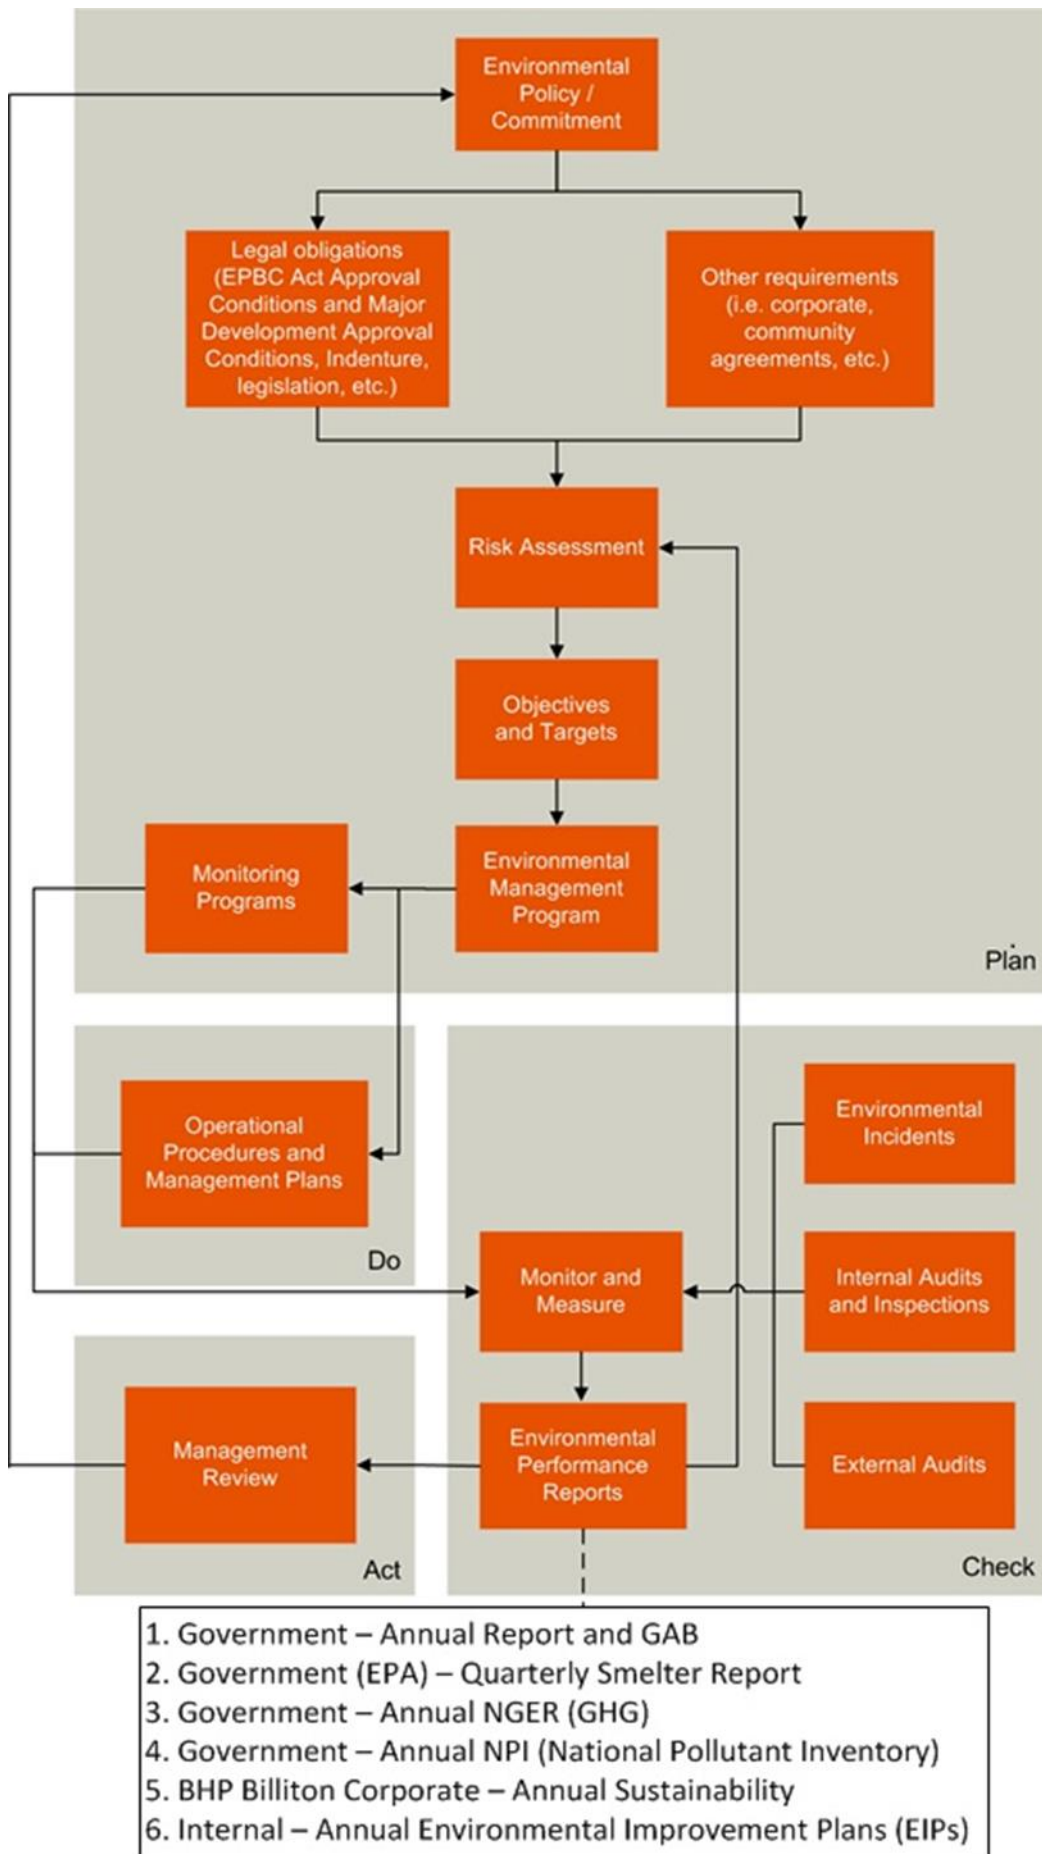 Environmental
Policy /
Commitment
Legal obligations
(EPBC Act Approval
Conditions and Major
Development Approval
Conditions, Indenture,
legislation, etc.)
Other requirements
(i.e. corporate,
community
agreements, etc.)
Risk Assessment
Objectives
and Targets
Monitoring
Programs
Environmental
Management
Program
Plan
Operational
Procedures and
Management Plans
Do
Environmental
Incidents
Monitor and
Measure
Internal Audits
and Inspections
Management
Review
Environmental
Performance
Reports
External Audits
Act
Check
1. Government – Annual Report and GAB
2. Government (EPA) – Quarterly Smelter Report
3. Government – Annual NGER (GHG)
4. Government – Annual NPI (National Pollutant Inventory)
5. BHP Billiton Corporate – Annual Sustainability
6. Internal – Annual Environmental Improvement Plans (EIPs)